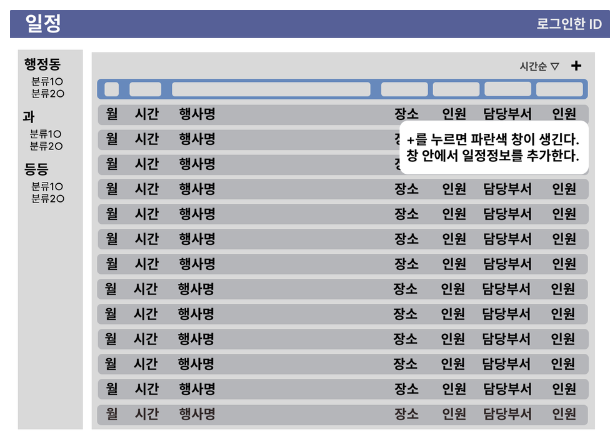 일정
로그인한 ID
행정동
분류1O
분류2O
과
분류1O
분류2O
등등
분류1O
분류2O
시간순 ▽ +
월 시간 행사명 장소 인원 담당부서 인원
월 시간 행사명
+를 누르면 파란색 창이 생긴다.
창 안에서 일정정보를 추가한다.
월 시간 행사명
월 시간 행사명 장소 인원 담당부서 인원
월 시간 행사명 장소 인원 담당부서 인원
월 시간 행사명 장소 인원 담당부서 인원
월 시간 행사명 장소 인원 담당부서 인원
월 시간 행사명 장소 인원 담당부서 인원
월 시간 행사명 장소 인원 담당부서 인원
월 시간 행사명 장소 인원 담당부서 인원
월 시간 행사명 장소 인원 담당부서 인원
월 시간 행사명 장소 인원 담당부서 인원
월 시간 행사명 장소 인원 담당부서 인원